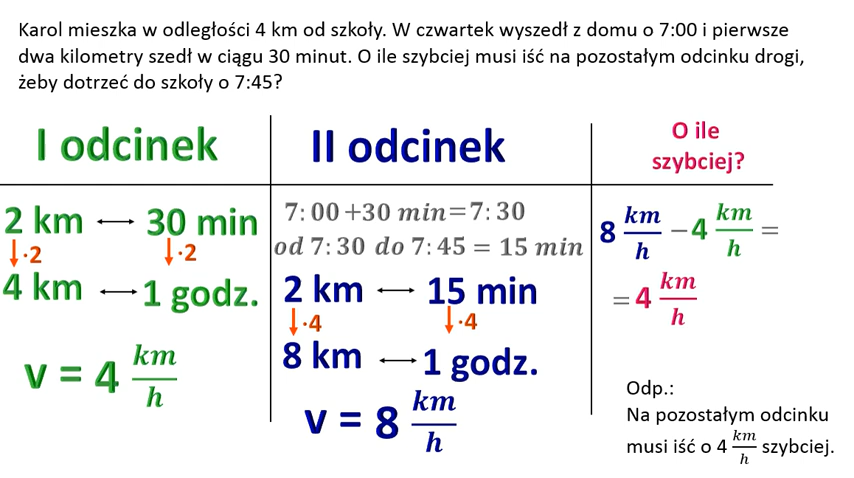 Karol mieszka w odległości 4 km od szkoły. W czwartek wyszedł z domu o 7:00 i pierwsze
dwa kilometry szedł w ciągu 30 minut. O ile szybciej musi iść na pozostałym odcinku drogi,
żeby dotrzeć do szkoły o 7:45?
I odcinek
2 km ⟷ 30 min
↓·2 ↓·2
4 km ⟷ 1 godz.
v = 4 km/h
II odcinek
7:00 +30 min=7:30
od 7:30 do 7:45 = 15 min
2 km ⟷ 15 min
↓·4 ↓·4
8 km ⟷ 1 godz.
v = 8 km/h
O ile
szybciej?
8 km/h − 4 km/h =
= 4 km/h
Odp.:
Na pozostałym odcinku
musi iść o 4 km/h szybciej.